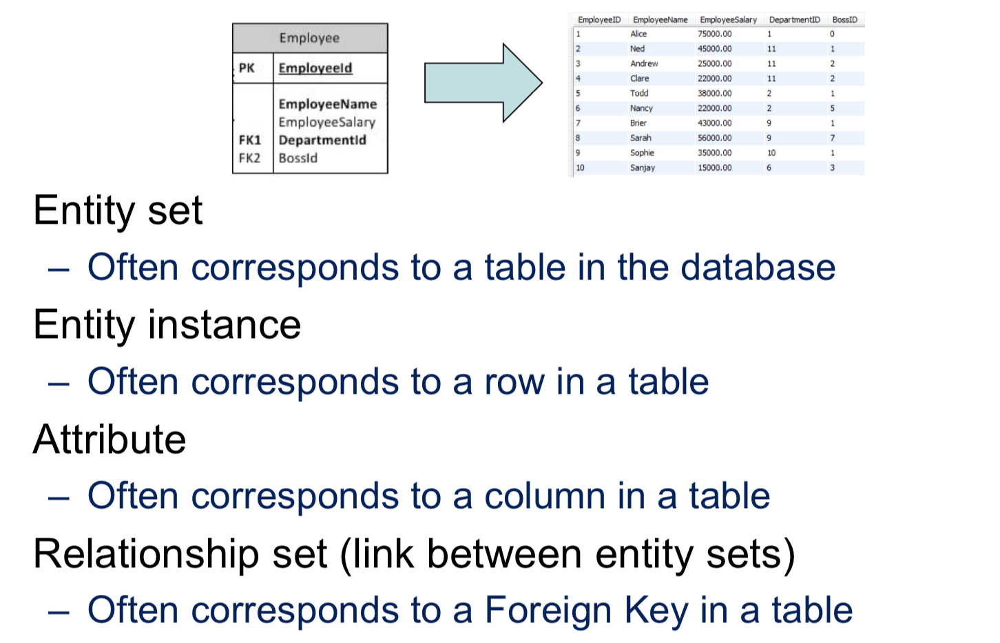 Employee
PK EmployeeId
EmployeeName
EmployeeSalary
FK1 DepartmentId
FK2 BossId
EmployeeID EmployeeName EmployeeSalary DepartmentID BossID
1 Alice 75000.00 1 0
2 Ned 45000.00 11 1
3 Andrew 25000.00 11 2
4 Clare 22000.00 11 2
5 Todd 38000.00 2 1
6 Nancy 22000.00 2 5
7 Brier 43000.00 9 1
8 Sarah 56000.00 9 7
9 Sophie 35000.00 10 1
10 Sanjay 15000.00 6 3
Entity set
– Often corresponds to a table in the database
Entity instance
– Often corresponds to a row in a table
Attribute
– Often corresponds to a column in a table
Relationship set (link between entity sets)
– Often corresponds to a Foreign Key in a table